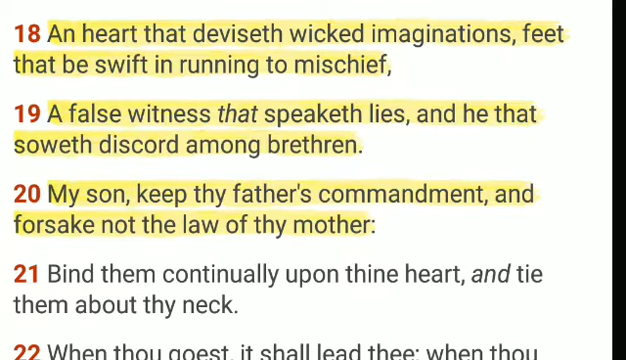 18 An heart that deviseth wicked imaginations, feet
that be swift in running to mischief,
19 A false witness that speaketh lies, and he that
soweth discord among brethren.
20 My son, keep thy father's commandment, and
forsake not the law of thy mother:
21 Bind them continually upon thine heart, and tie
them about thy neck.
22 When thou goest, it shall lead thee; when thou